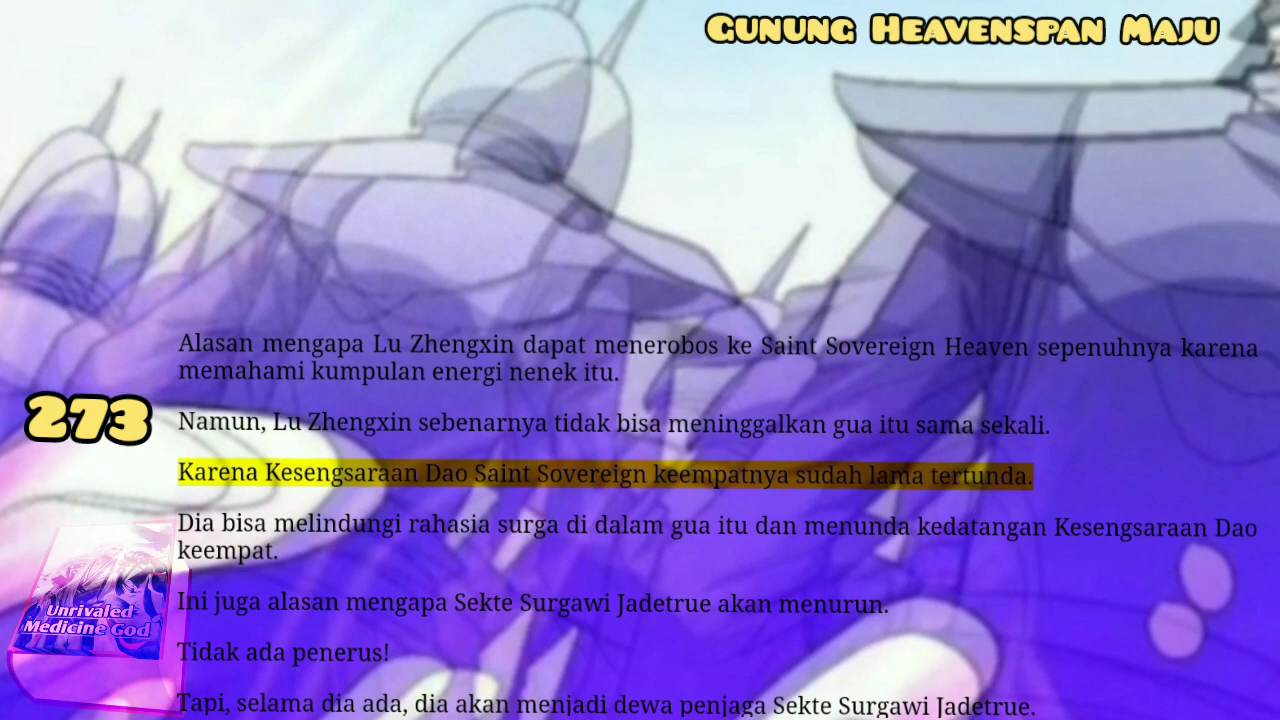 Gunung Heavenspan Maju
Alasan mengapa Lu Zhengxin dapat menerobos ke Saint Sovereign Heaven sepenuhnya karena
memahami kumpulan energi nenek itu.
273
Namun, Lu Zhengxin sebenarnya tidak bisa meninggalkan gua itu sama sekali.
Karena Kesengsaraan Dao Saint Sovereign keempatnya sudah lama tertunda.
Dia bisa melindungi rahasia surga di dalam gua itu dan menunda kedatangan Kesengsaraan Dao
keempat.
Ini juga alasan mengapa Sekte Surgawi Jadetrue akan menurun.
Unrivaled
Medicine God
Tidak ada penerus!
Tapi, selama dia ada, dia akan menjadi dewa penjaga Sekte Surgawi Jadetrue.